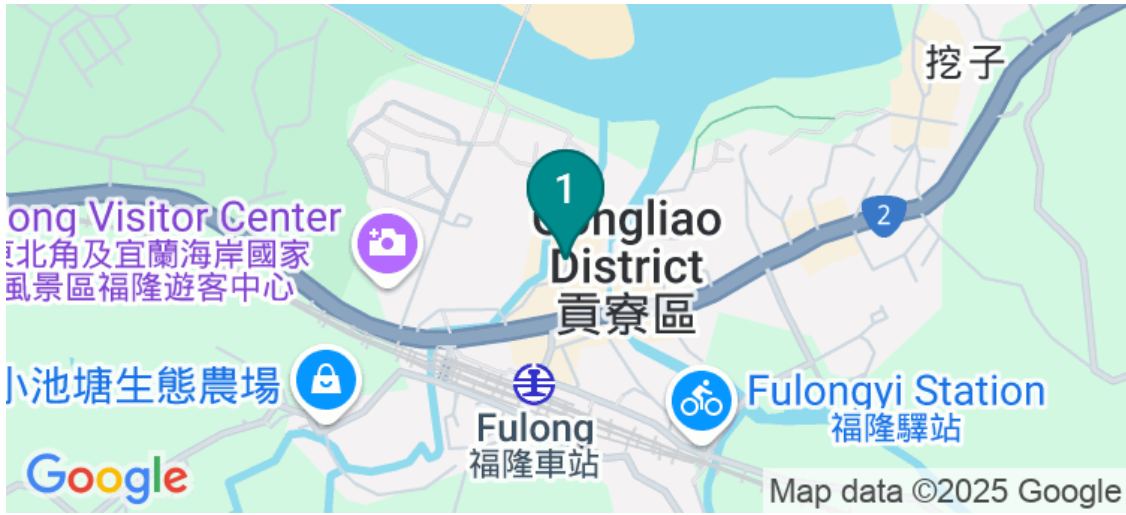 挖子
2
1
Gongliao
District
貢寮區
ong Visitor Center
東北角及宜蘭海岸國家
風景區福隆遊客中心
小池塘生態農場
Fulong
福隆車站
Fulongyi Station
福隆驛站
Google
Map data ©2025 Google